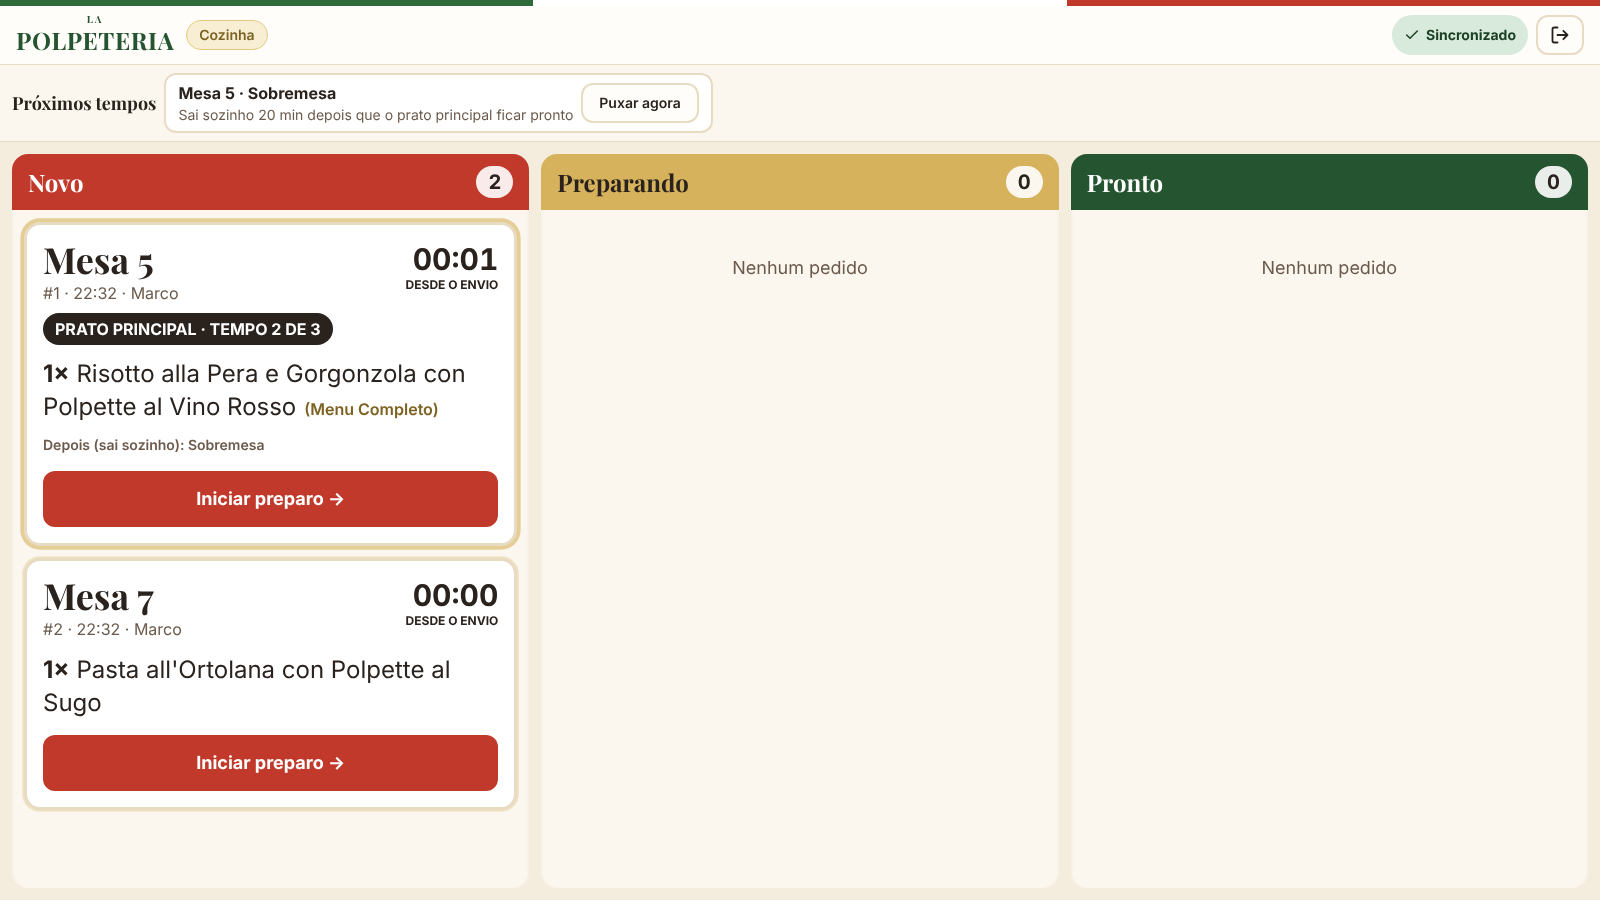 LA
POLPETERIA
Cozinha
Sincronizado
Próximos tempos
Mesa 5 · Sobremesa
Sai sozinho 20 min depois que o prato principal ficar pronto
Puxar agora
Novo
2
Mesa 5
00:01
#1 · 22:32 · Marco
DESDE O ENVIO
PRATO PRINCIPAL · TEMPO 2 DE 3
1× Risotto alla Pera e Gorgonzola con
Polpette al Vino Rosso (Menu Completo)
Depois (sai sozinho): Sobremesa
Iniciar preparo →
Mesa 7
00:00
#2 · 22:32 · Marco
DESDE O ENVIO
1× Pasta all'Ortolana con Polpette al
Sugo
Iniciar preparo →
Preparando
0
Nenhum pedido
Pronto
0
Nenhum pedido